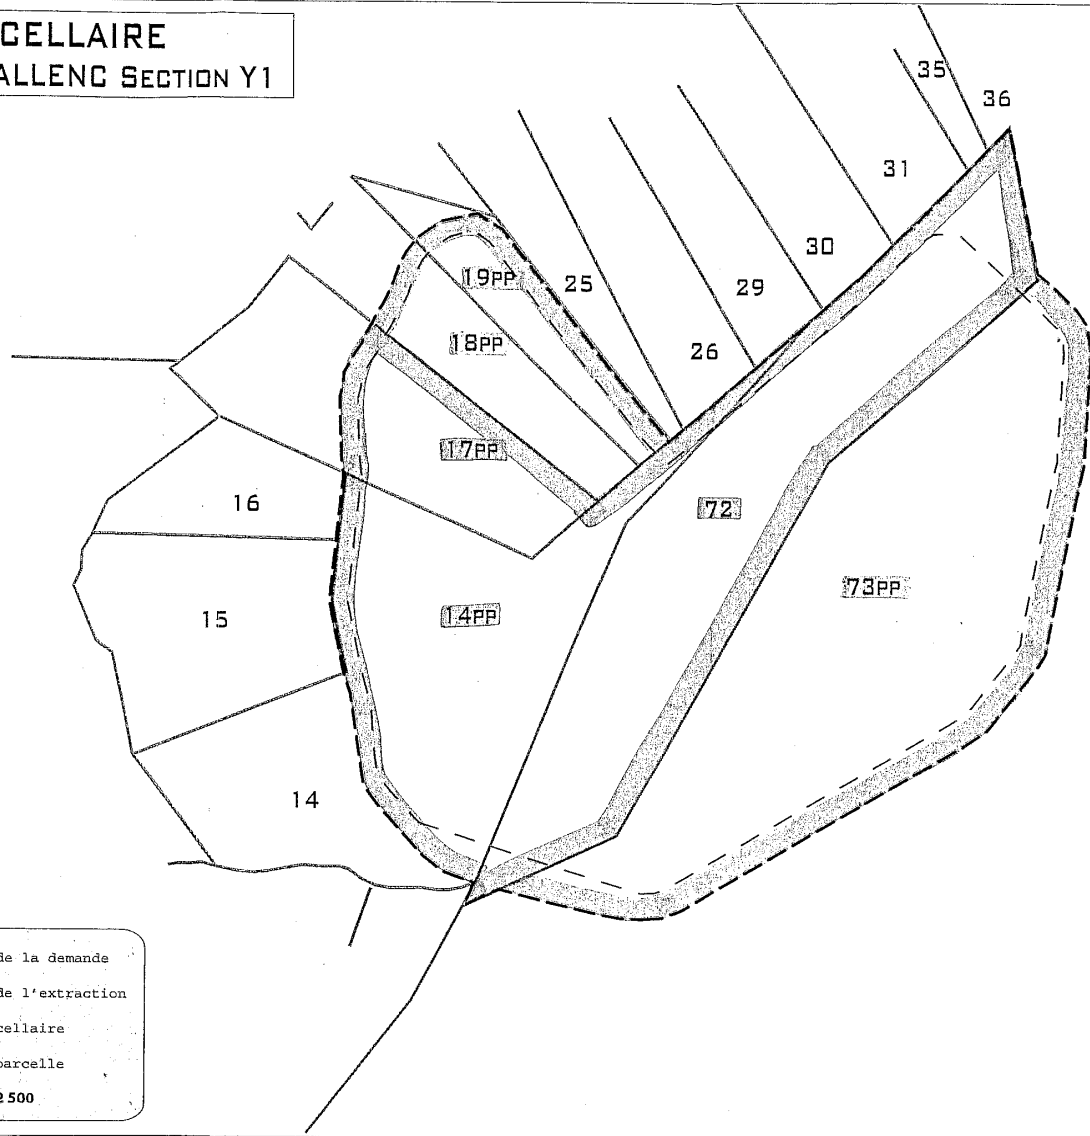 CELLAIRE
ALLENC SECTION Y1
35
36
31
30
19PP
25
29
18PP
26
17PP
16
72
73PP
14PP
15
14
de la demande
de l'extraction
cellaire
parcelle
2 500